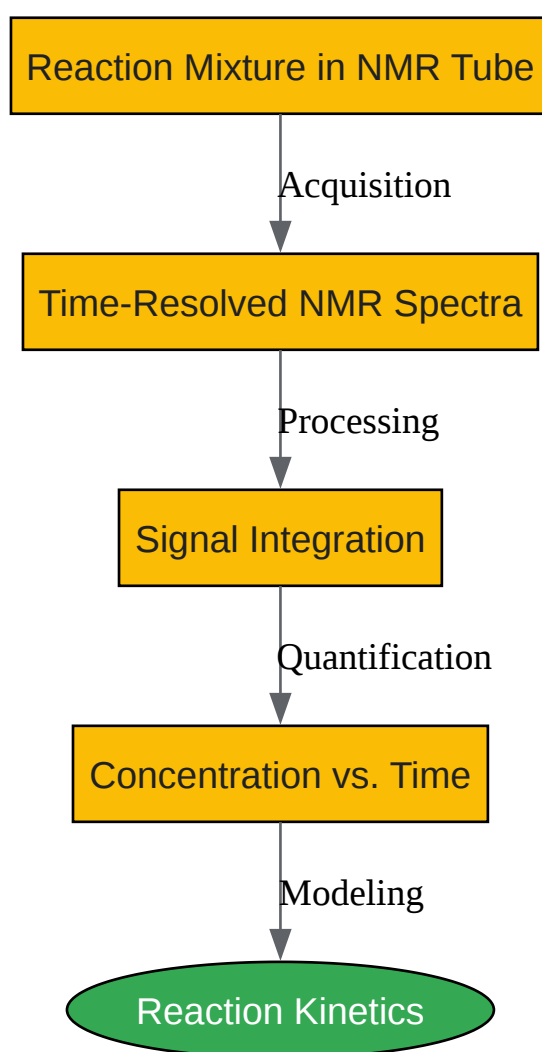 Reaction Mixture in NMR Tube
Acquisition
Time-Resolved NMR Spectra
Processing
Signal Integration
Quantification
Concentration vs. Time
Modeling
Reaction Kinetics